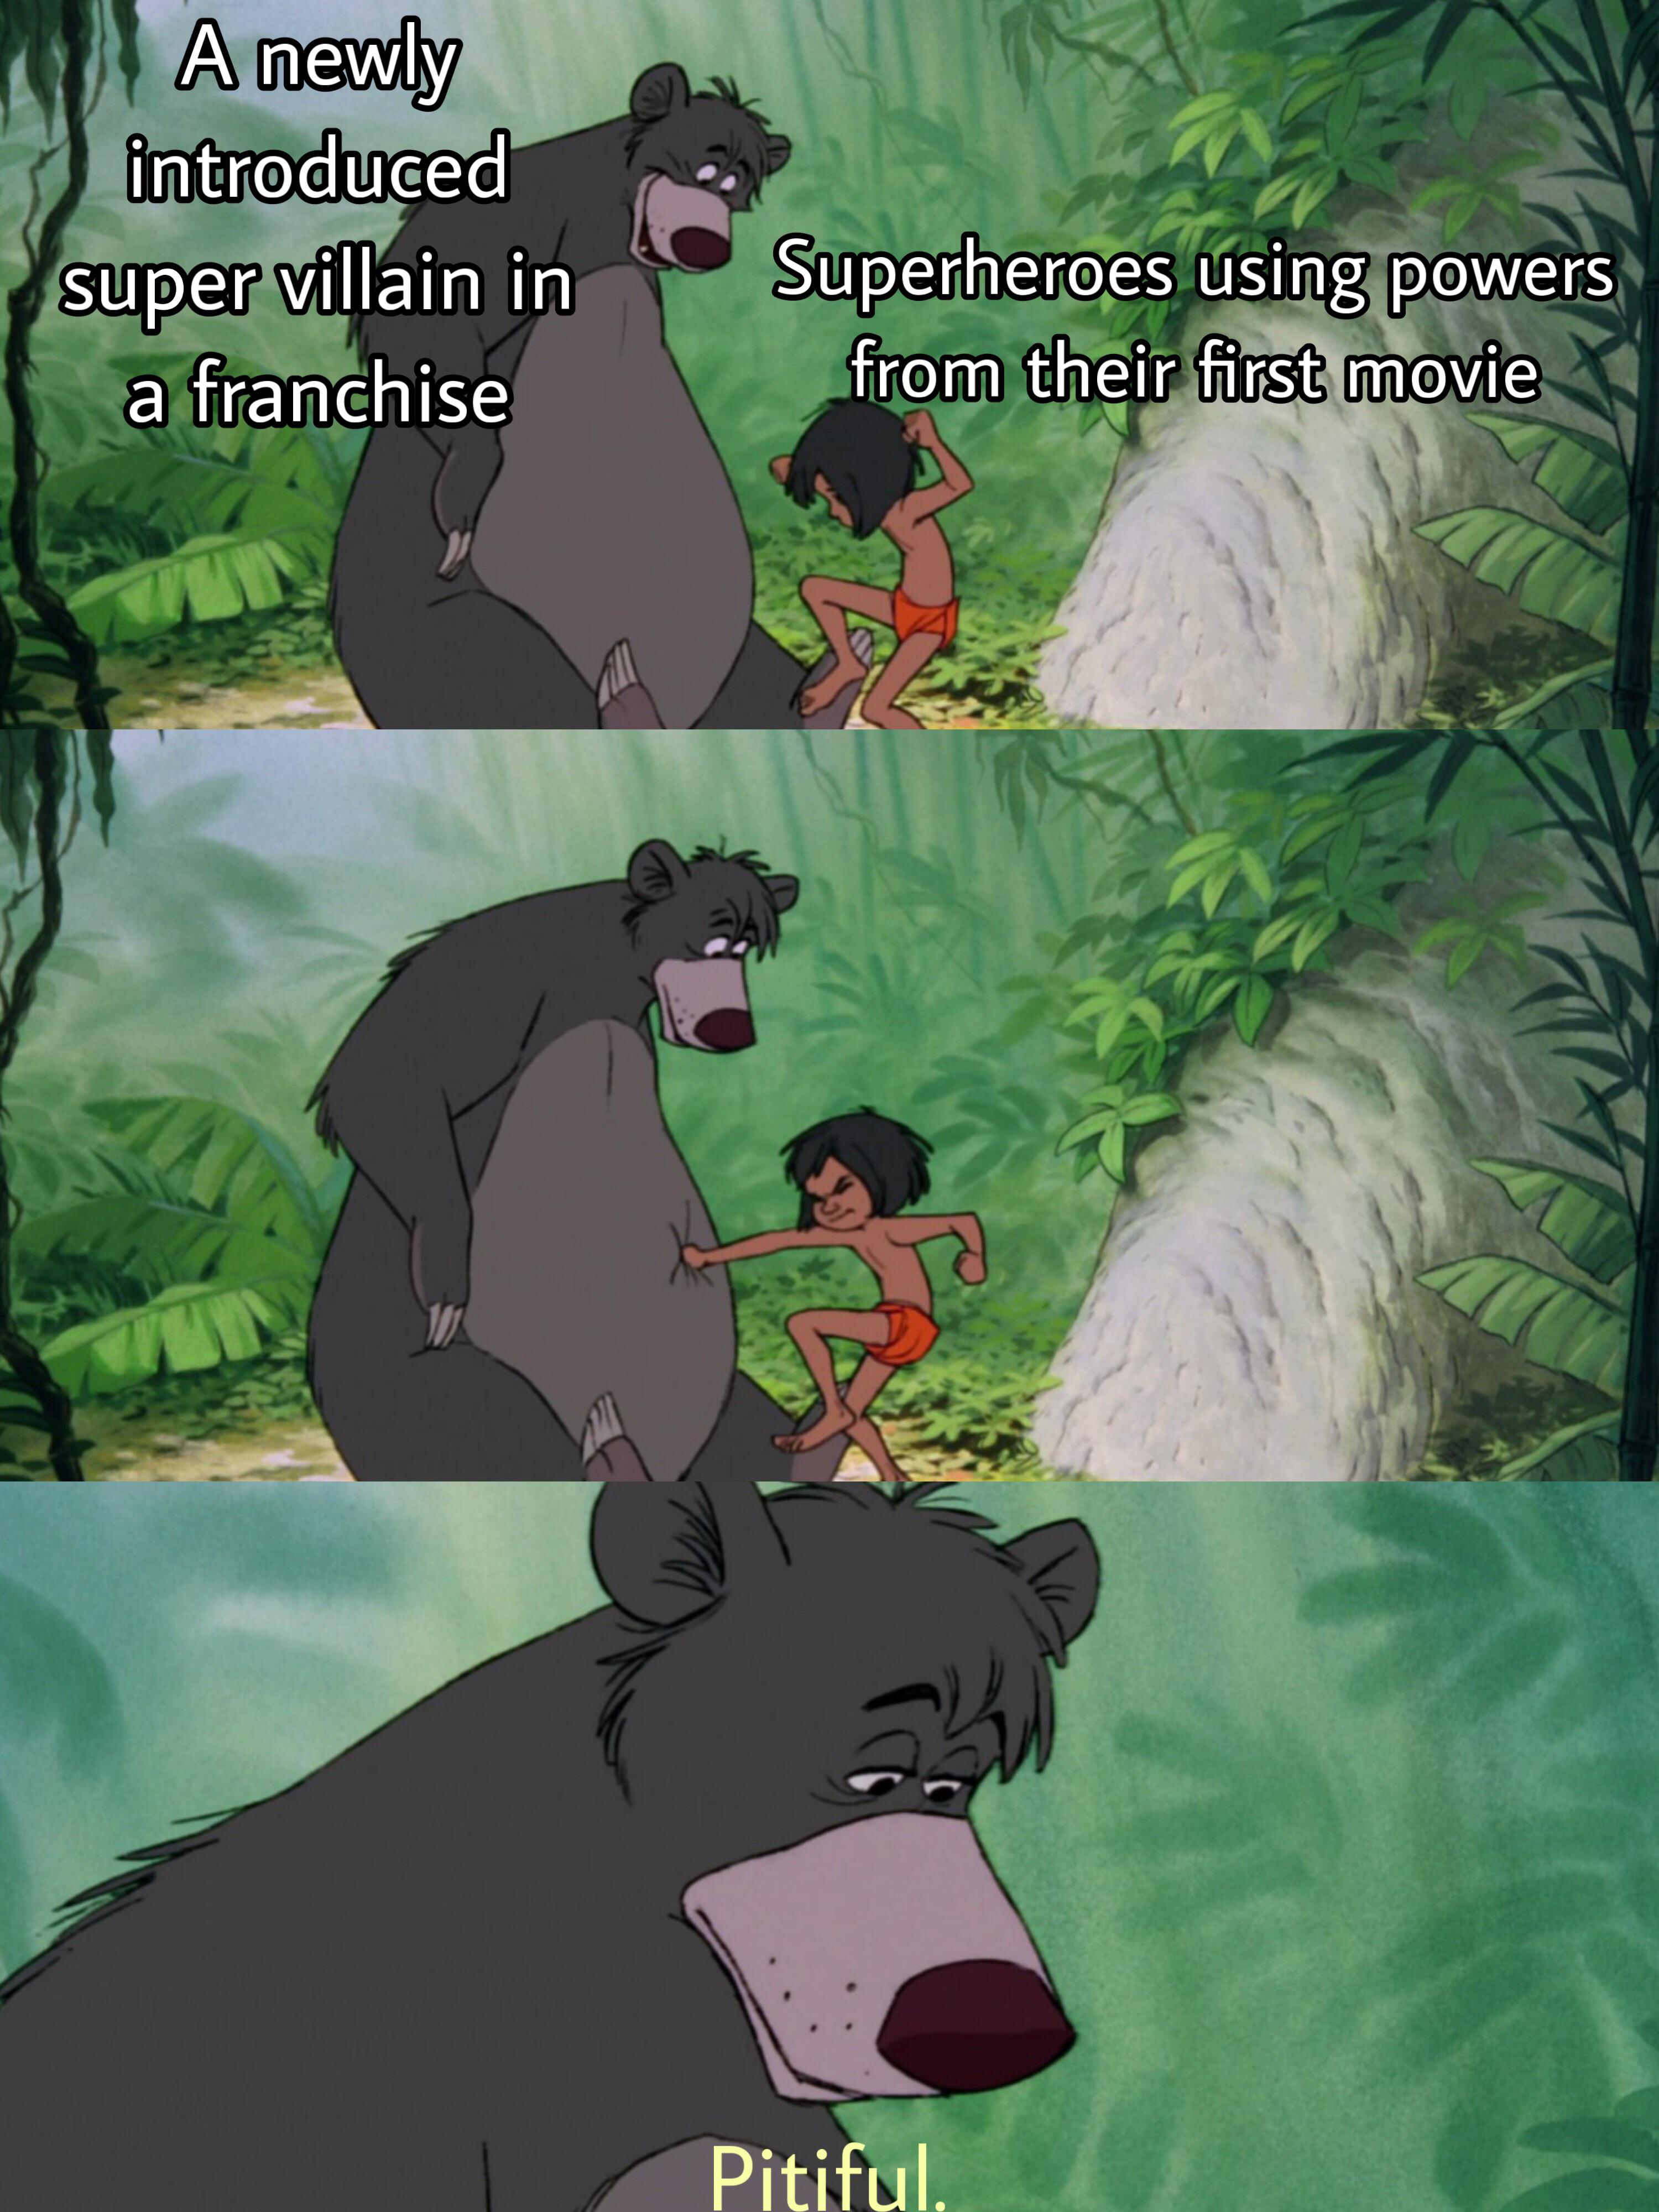 A newly
introduced
super villain in
a franchise
Superheroes using powers
from their first movie
Pitiful.